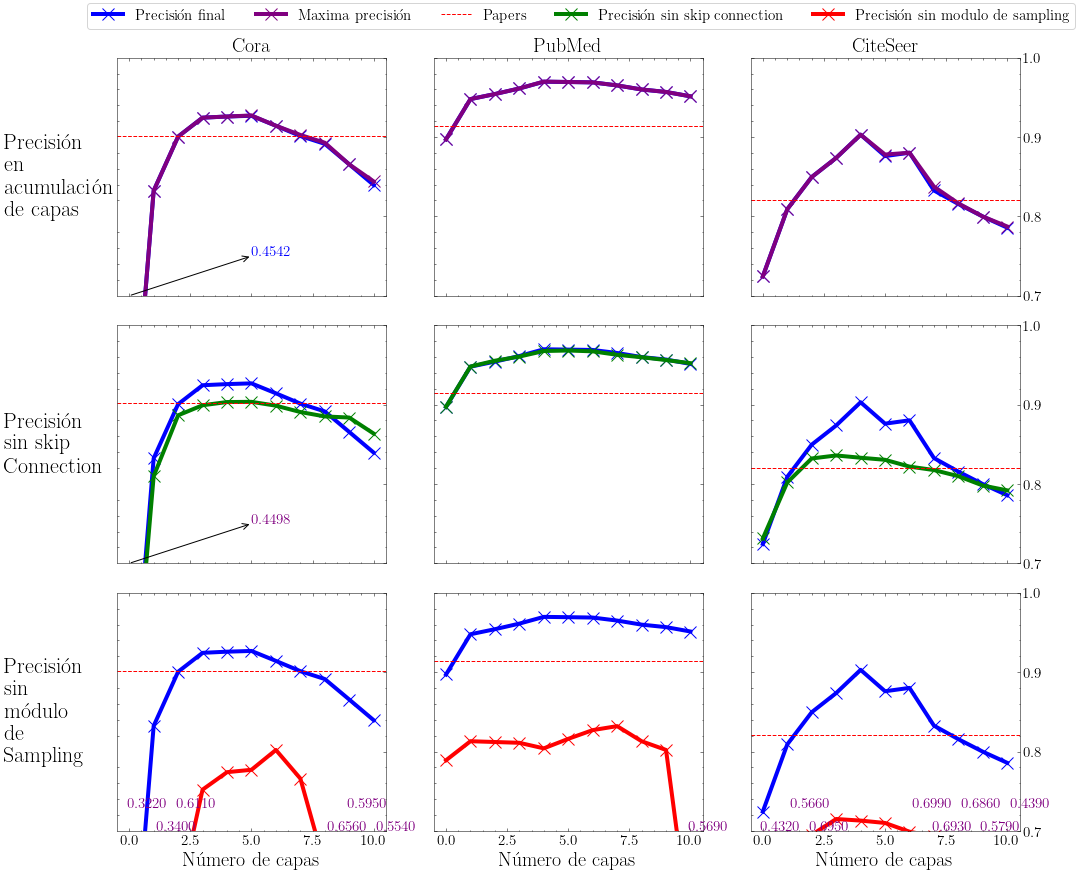 Precisión final Maxima precisión Papers Precisión sin skip connection Precisión sin modulo de sampling
Cora PubMed CiteSeer
Precisión
en
acumulación
de capas
0.4542
1.0
0.9
0.8
0.7
Precisión
sin skip
Connection
0.4498
1.0
0.9
0.8
0.7
Precisión
sin
módulo
de
Sampling
1.0
0.9
0.8
0.7
0.3220 0.6110 0.5950 0.5660 0.6990 0.6860 0.4390
0.3400 0.6560 0.5540 0.5690 0.4320 0.6950 0.6930 0.5790
0.0 2.5 5.0 7.5 10.0 0.0 2.5 5.0 7.5 10.0 0.0 2.5 5.0 7.5 10.0
Número de capas Número de capas Número de capas